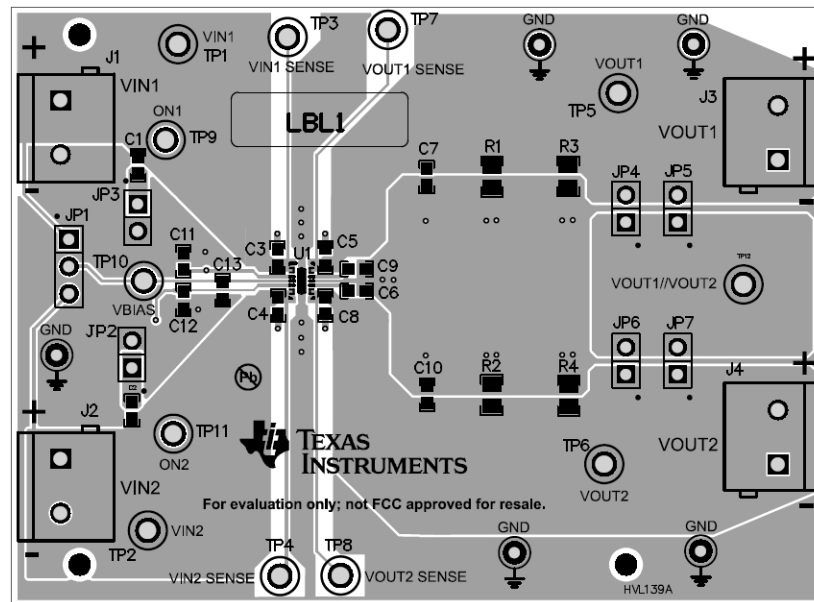 GND
GND
TP3
TP7
VIN1
TP1
J1
VIN1 SENSE
VOUT1 SENSE
VOUT1
VIN1
ON1
TP5
J3
LBL1
VOUT1
TP9
C1
C7
R1
R3
JP3
JP4
JP5
JP1
C11
C3
C5
U1
TP10
C13
C9
TP12
VOUT1//VOUT2
C6
VBIAS
C12
C4
C8
JP2
JP6
JP7
GND
Pb
C10
R2
R4
J4
C2
J2
TP11
ON2
TEXAS
INSTRUMENTS
TP6
VOUT2
VOUT2
VIN2
For evaluation only; not FCC approved for resale.
VIN2
GND
GND
TP2
TP4
TP8
VIN2 SENSE
VOUT2 SENSE
HVL139A